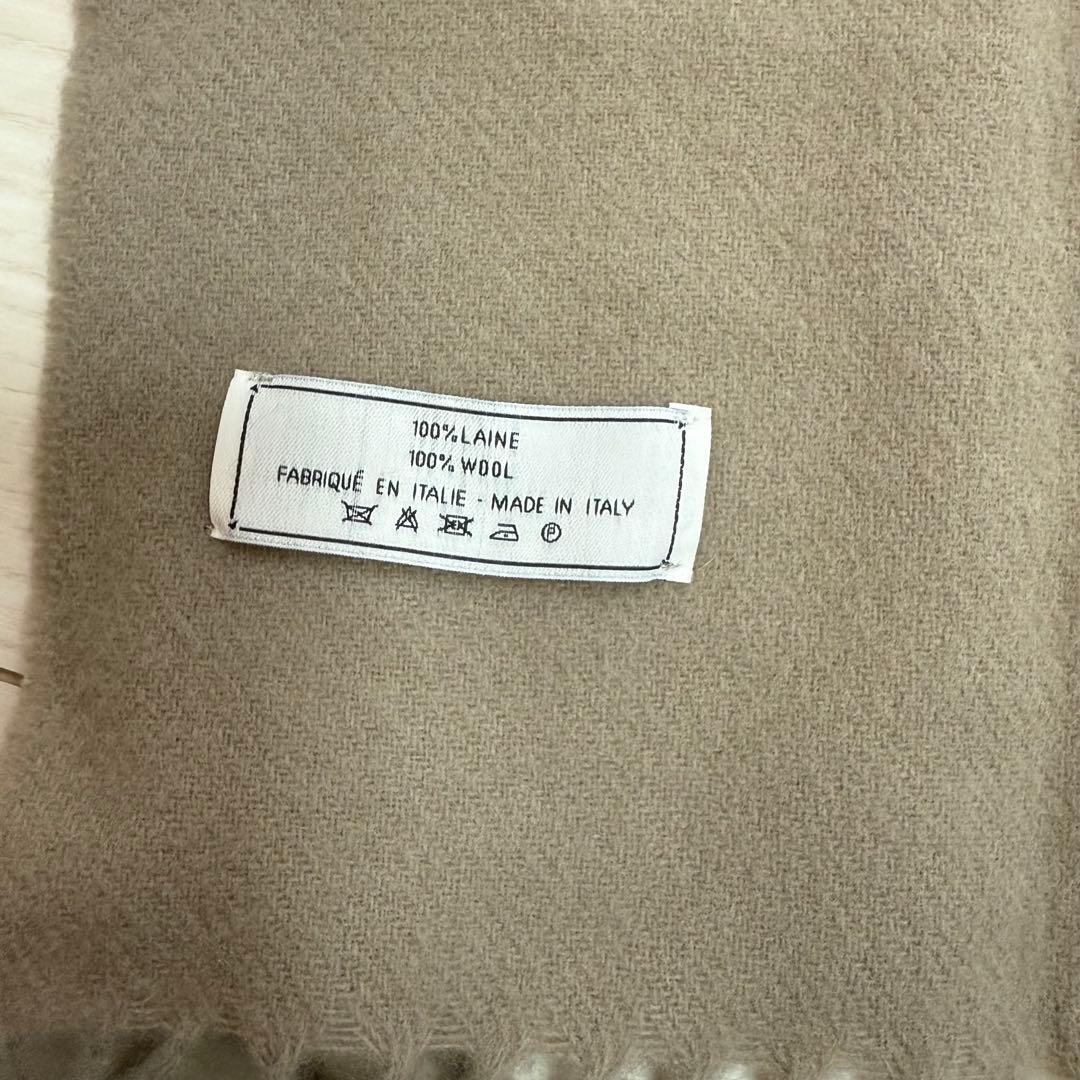 100% LAINE
100% WOOL
FABRIQUÉ EN ITALIE - MADE IN ITALY
P